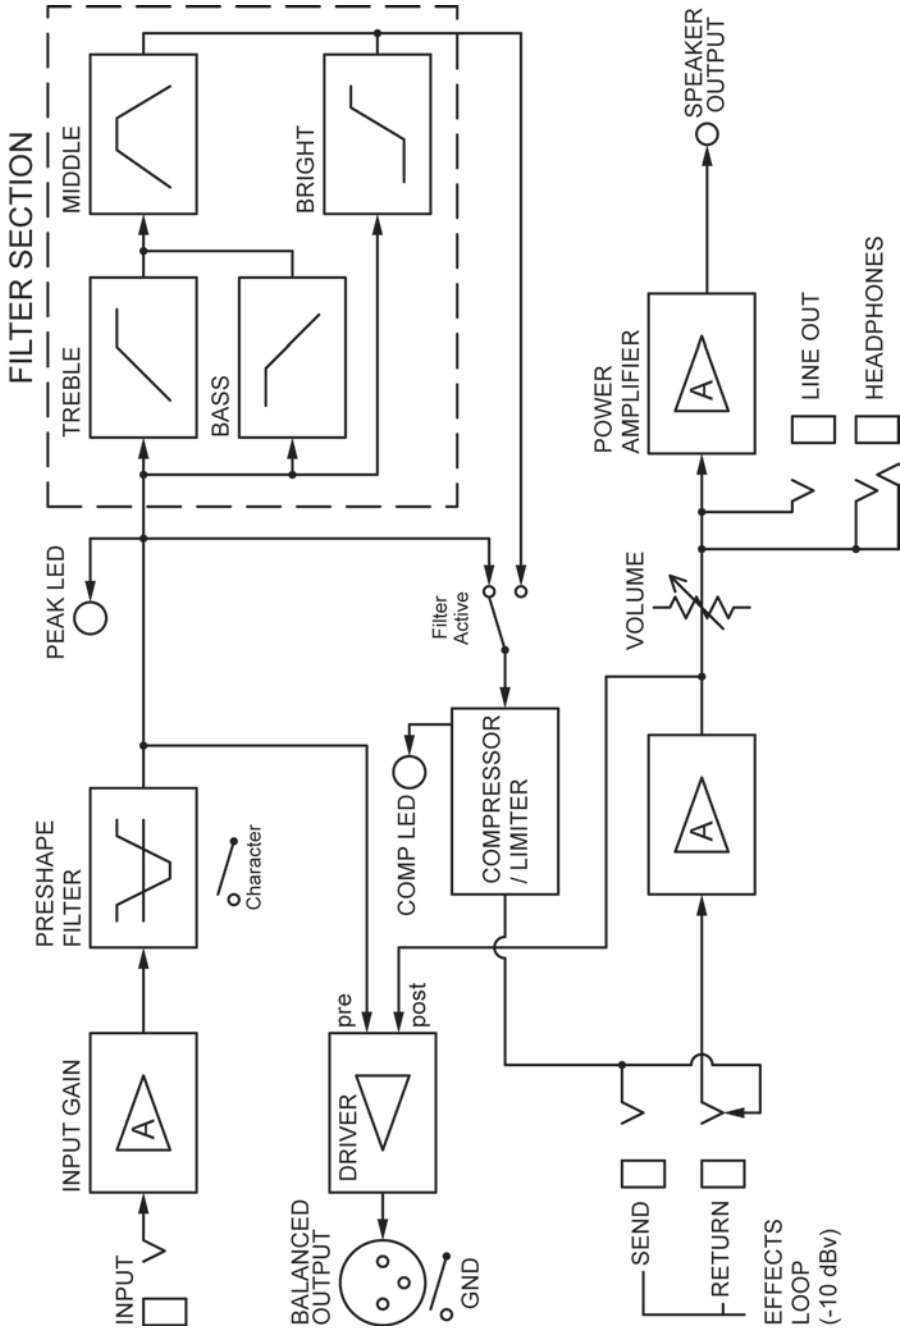 INPUT
INPUT GAIN
PRESHAPE
FILTER
Character
PEAK LED
FILTER SECTION
TREBLE
BASS
MIDDLE
BRIGHT
BALANCED
OUTPUT
GND
DRIVER
pre
post
COMP LED
COMPRESSOR
/ LIMITER
Filter
Active
SEND
RETURN
EFFECTS
LOOP
(-10 dBv)
VOLUME
POWER
AMPLIFIER
SPEAKER
OUTPUT
LINE OUT
HEADPHONES
A
A
A